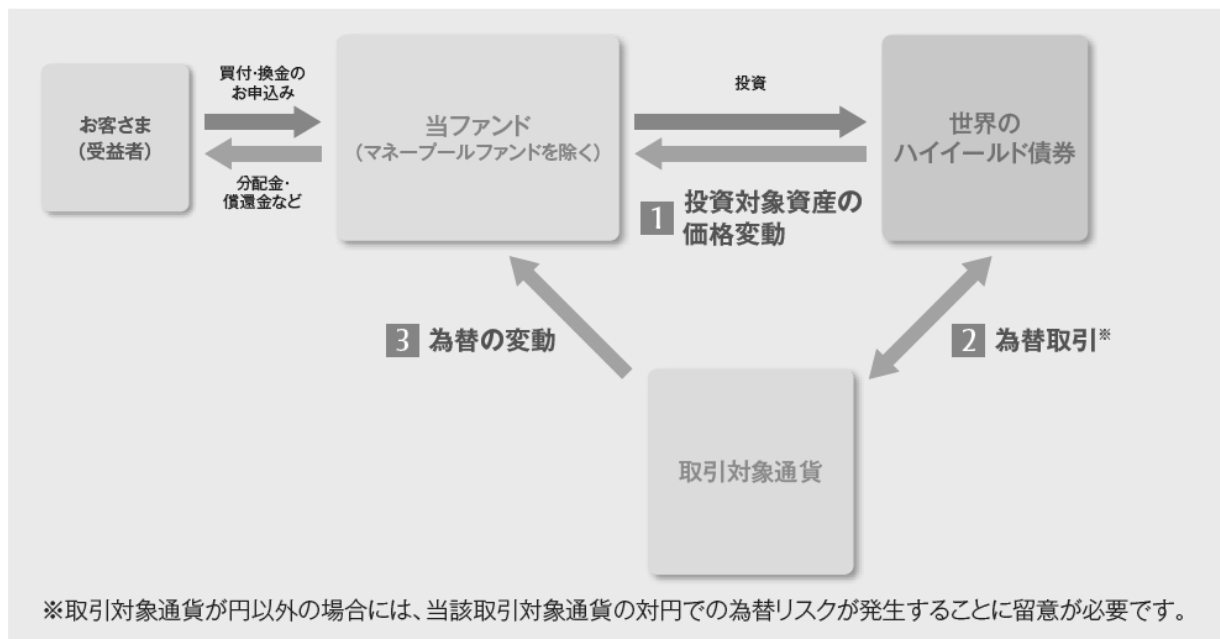 お客さま
(受益者)
買付・換金の
お申込み
分配金・
償還金など
当ファンド
(マネープールファンドを除く)
投資
1 投資対象資産の
価格変動
世界の
ハイイールド債券
3 為替の変動
2 為替取引※
取引対象通貨
※取引対象通貨が円以外の場合には、当該取引対象通貨の対円での為替リスクが発生することに留意が必要です。